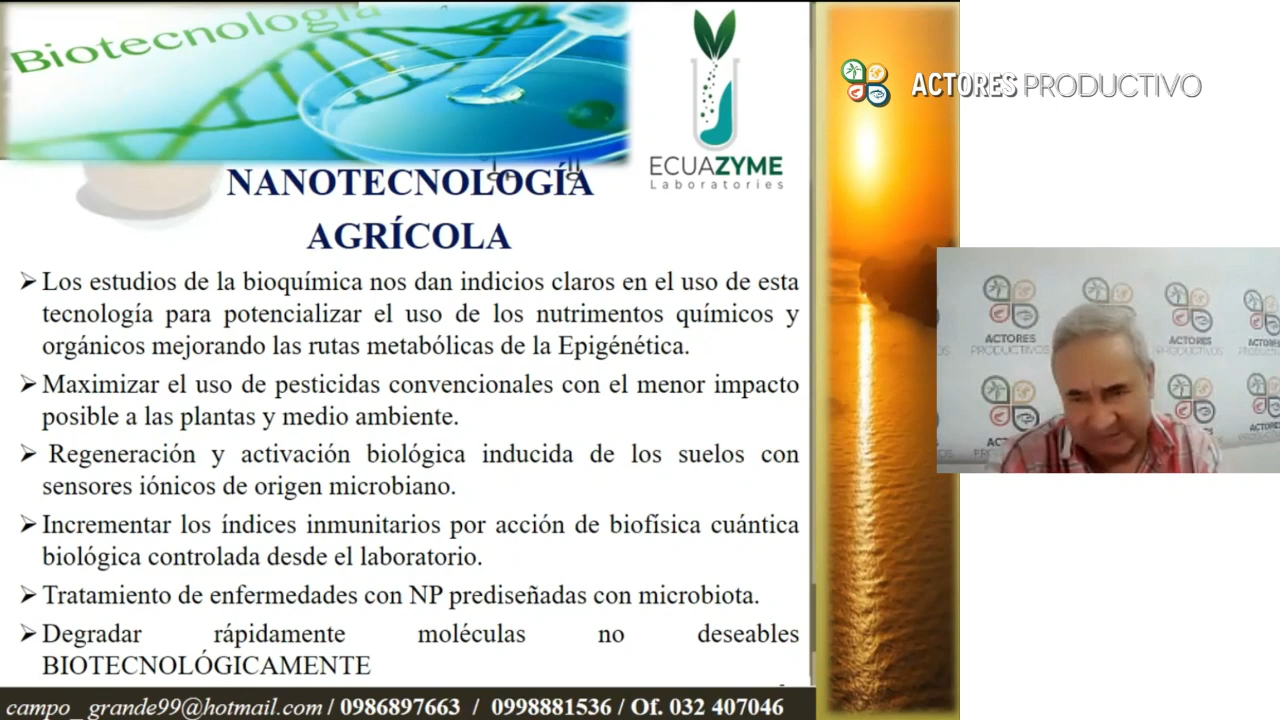 Biotecnología
ECUAZYME
Laboratories
ACTORES PRODUCTIVO
NANOTECNOLOGÍA
AGRÍCOLA
Los estudios de la bioquímica nos dan indicios claros en el uso de esta
tecnología para potencializar el uso de los nutrimentos químicos y
orgánicos mejorando las rutas metabólicas de la Epigénética.
Maximizar el uso de pesticidas convencionales con el menor impacto
posible a las plantas y medio ambiente.
Regeneración y activación biológica inducida de los suelos con
sensores iónicos de origen microbiano.
Incrementar los índices inmunitarios por acción de biofísica cuántica
biológica controlada desde el laboratorio.
Tratamiento de enfermedades con NP prediseñadas con microbiota.
Degradar rápidamente moléculas no deseables
BIOTECNOLÓGICAMENTE
campo_grande99@hotmail.com / 0986897663 / 0998881536 / Of. 032 407046
ACTORES
PRODUCTIVOS
ACTORES
PRODUCTIVOS
ACTORES